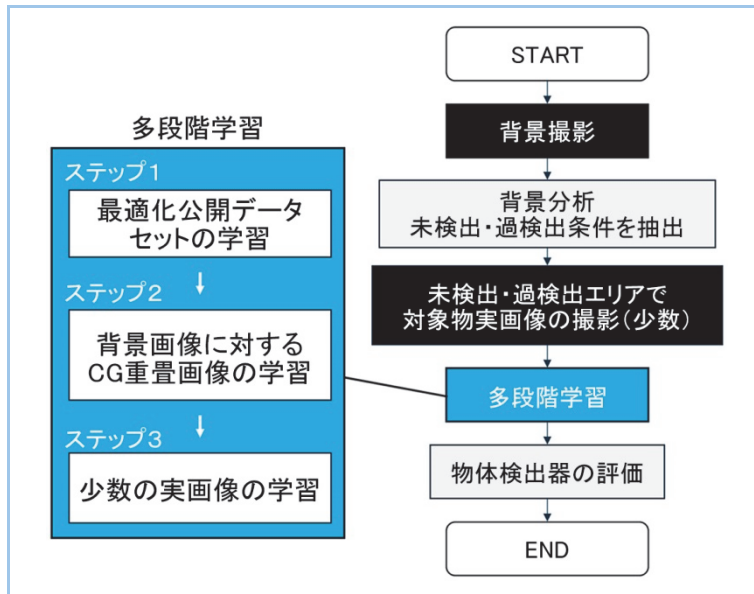 多段階学習
ステップ1
最適化公開データ
セットの学習
ステップ2
背景画像に対する
CG重畳画像の学習
ステップ3
少数の実画像の学習
START
背景撮影
背景分析
未検出・過検出条件を抽出
未検出・過検出エリアで
対象物実画像の撮影(少数)
多段階学習
物体検出器の評価
END